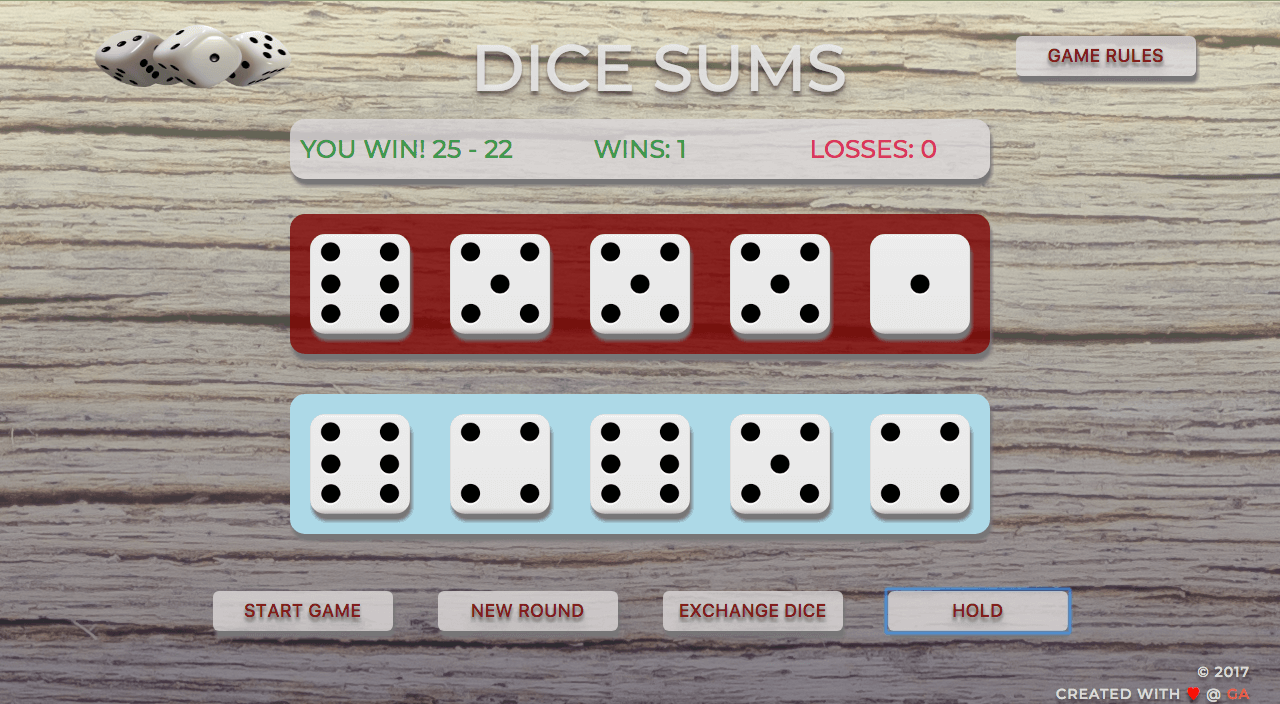 DICE SUMS
GAME RULES
YOU WIN! 25 - 22 WINS: 1 LOSSES: 0
START GAME NEW ROUND EXCHANGE DICE HOLD
© 2017
CREATED WITH ♥ @ GA